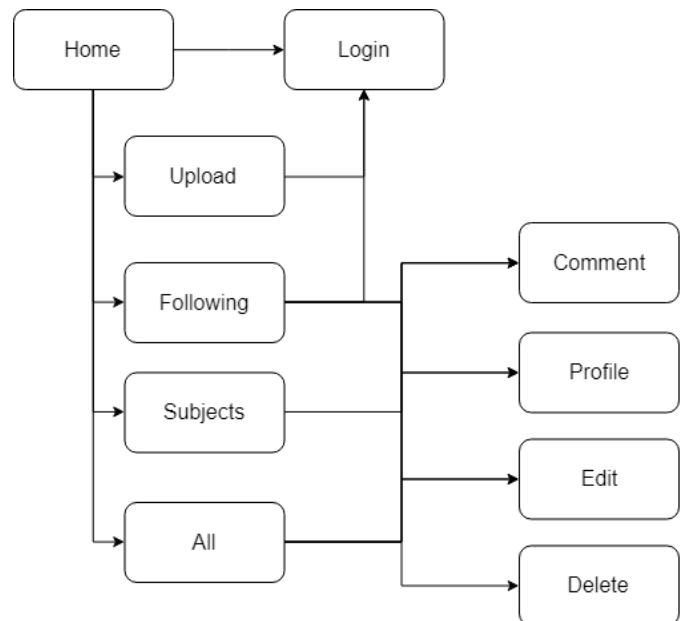 Home
Login
Upload
Following
Comment
Profile
Subjects
Edit
All
Delete